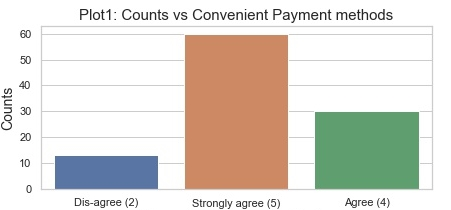 Plot1: Counts vs Convenient Payment methods
60
50
40
30
20
10
0
Counts
Dis-agree (2) Strongly agree (5) Agree (4)